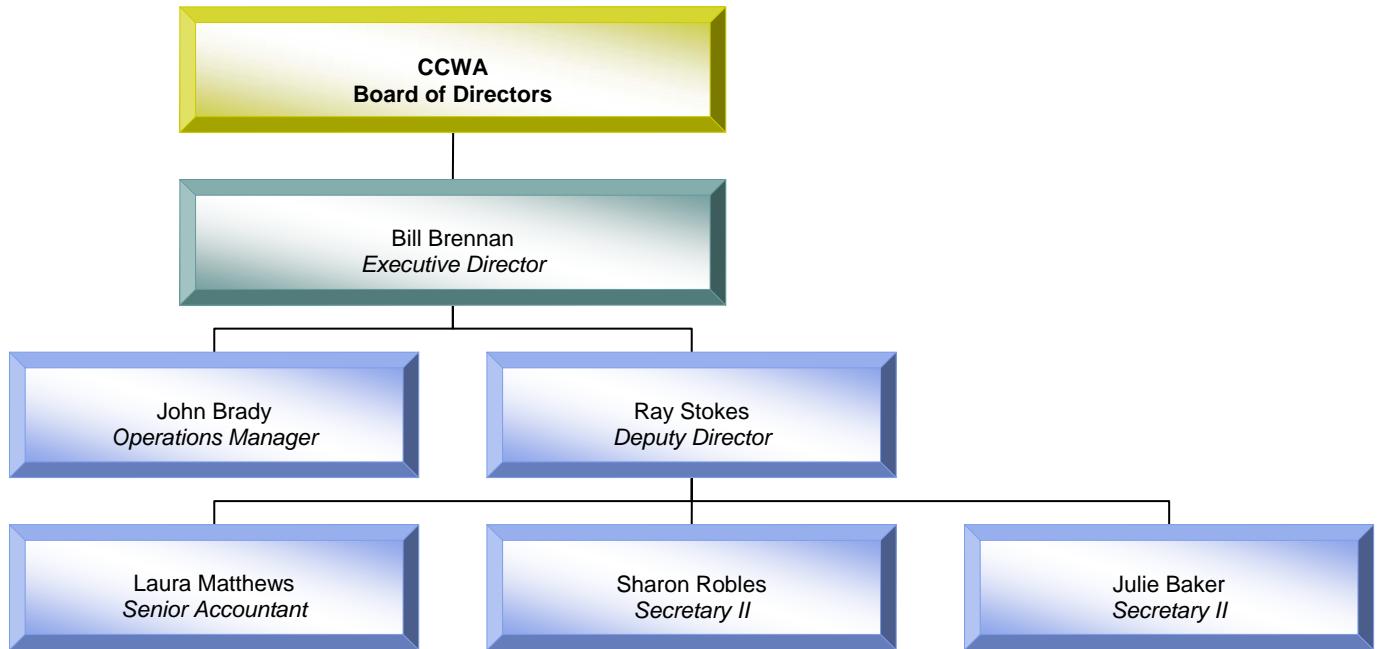 CCWA
Board of Directors
Bill Brennan
Executive Director
John Brady
Operations Manager
Ray Stokes
Deputy Director
Laura Matthews
Senior Accountant
Sharon Robles
Secretary II
Julie Baker
Secretary II